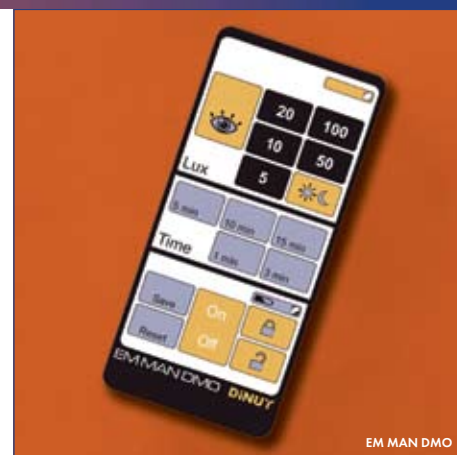 20 100
10 50
Lux 5
5 min 10 min 15 min
Time 1 min 3 min
Save On
Reset Off
EM MAN DMO DINUY
EM MAN DMO